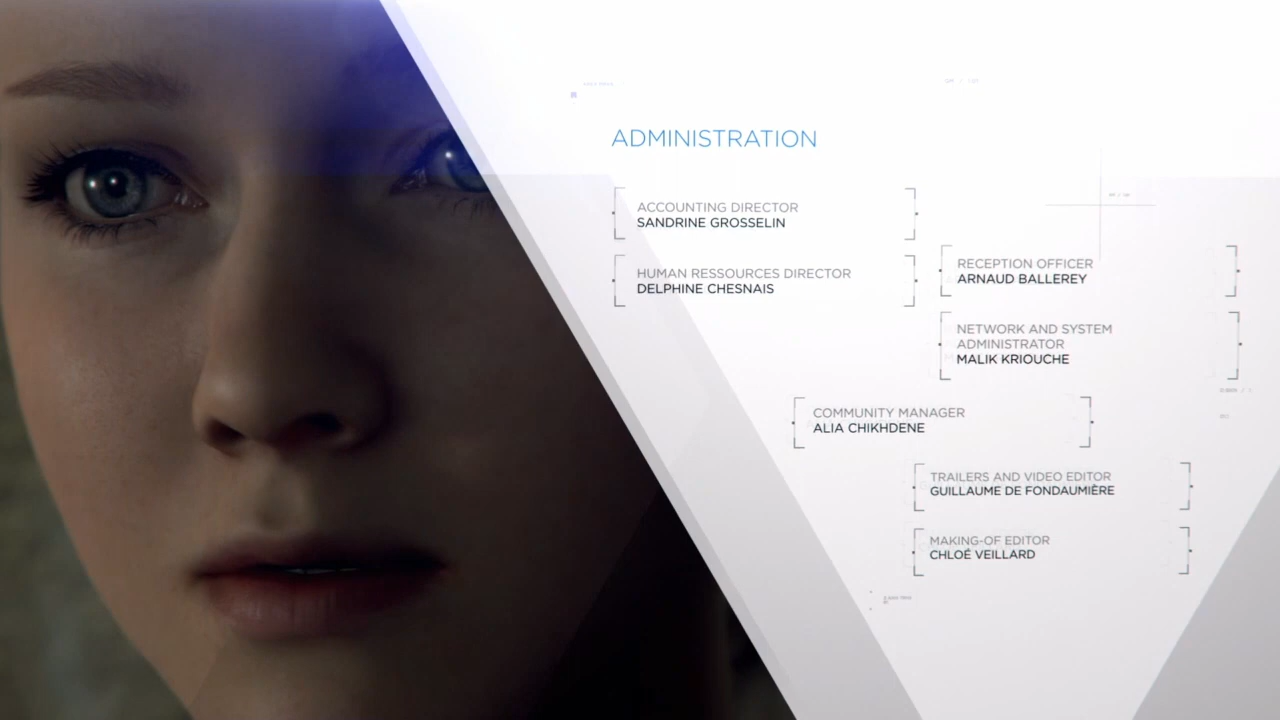 ADMINISTRATION
ACCOUNTING DIRECTOR
SANDRINE GROSSELIN
HUMAN RESSOURCES DIRECTOR
DELPHINE CHESNAIS
RECEPTION OFFICER
ARNAUD BALLEREY
NETWORK AND SYSTEM
ADMINISTRATOR
MALIK KRIOUCHE
COMMUNITY MANAGER
ALIA CHIKHDENE
TRAILERS AND VIDEO EDITOR
GUILLAUME DE FONDAUMIÈRE
MAKING-OF EDITOR
CHLOÉ VEILLARD